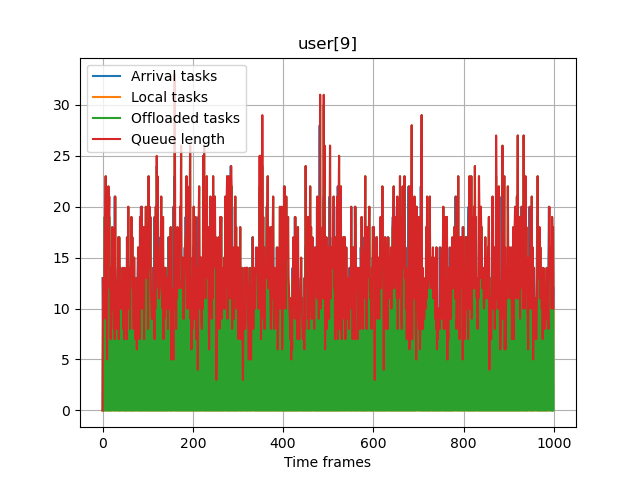 user[9]
Arrival tasks
Local tasks
Offloaded tasks
Queue length
30
25
20
15
10
5
0
0 200 400 600 800 1000
Time frames